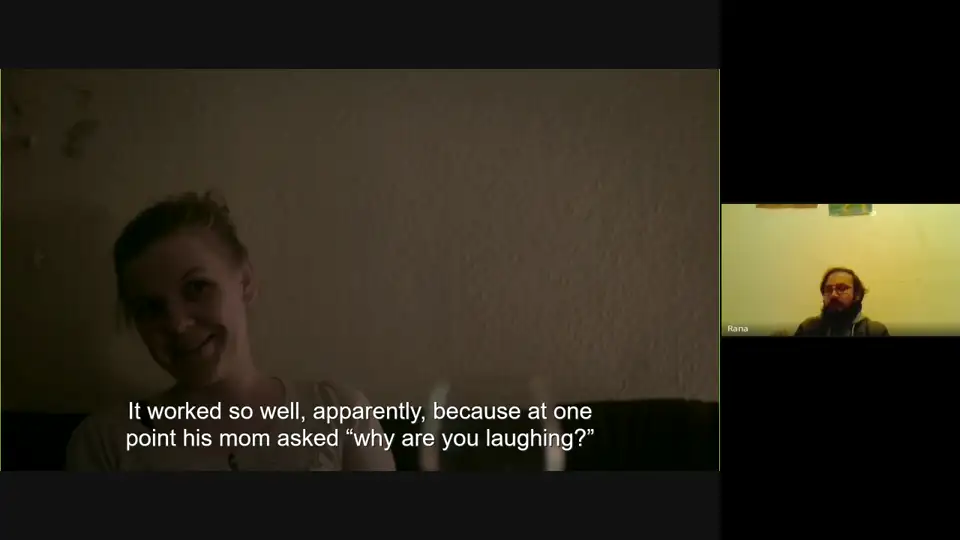 It worked so well, apparently, because at one
point his mom asked “why are you laughing?”
Rana